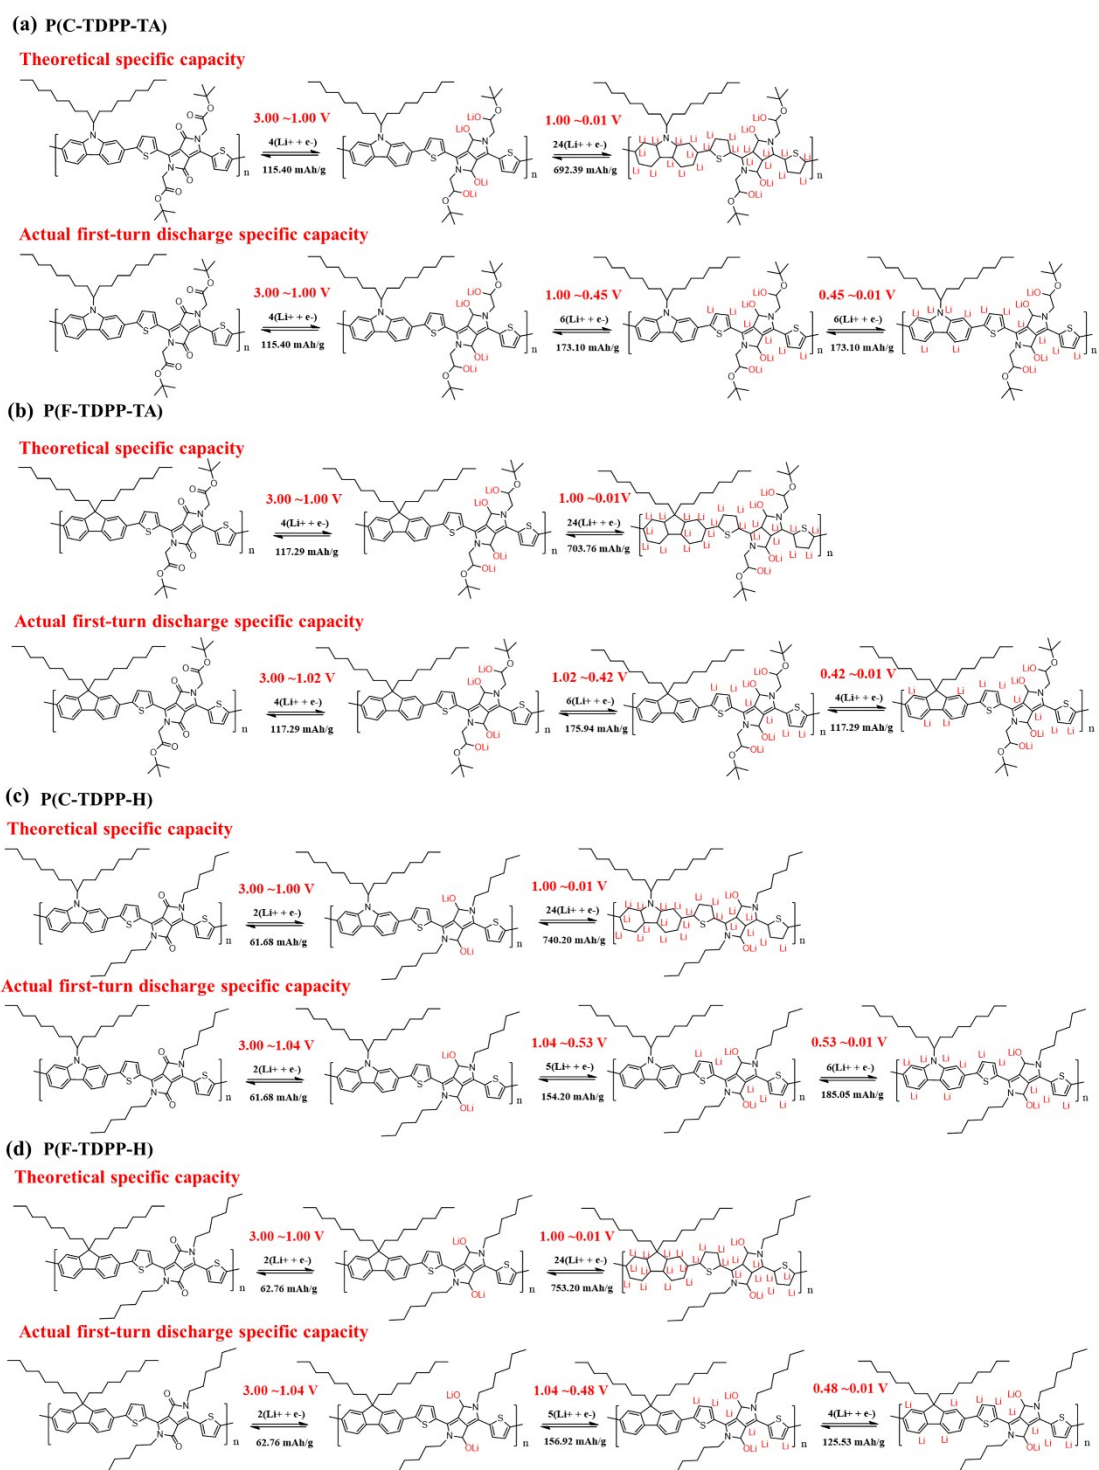 (a) P(C-TDPP-TA)
Theoretical specific capacity
3.00 ~1.00 V
4(Li+ + e-)
115.40 mAh/g
1.00 ~0.01 V
24(Li+ + e-)
692.39 mAh/g
Actual first-turn discharge specific capacity
3.00 ~1.00 V
4(Li+ + e-)
115.40 mAh/g
1.00 ~0.45 V
6(Li+ + e-)
173.10 mAh/g
0.45 ~0.01 V
6(Li+ + e-)
173.10 mAh/g
(b) P(F-TDPP-TA)
Theoretical specific capacity
3.00 ~1.00 V
4(Li+ + e-)
117.29 mAh/g
1.00 ~0.01V
24(Li+ + e-)
703.76 mAh/g
Actual first-turn discharge specific capacity
3.00 ~1.02 V
4(Li+ + e-)
117.29 mAh/g
1.02 ~0.42 V
6(Li+ + e-)
175.94 mAh/g
0.42 ~0.01 V
4(Li+ + e-)
117.29 mAh/g
(c) P(C-TDPP-H)
Theoretical specific capacity
3.00 ~1.00 V
2(Li+ + e-)
61.68 mAh/g
1.00 ~0.01 V
24(Li+ + e-)
740.20 mAh/g
Actual first-turn discharge specific capacity
3.00 ~1.04 V
2(Li+ + e-)
61.68 mAh/g
1.04 ~0.53 V
5(Li+ + e-)
154.20 mAh/g
0.53 ~0.01 V
6(Li+ + e-)
185.05 mAh/g
(d) P(F-TDPP-H)
Theoretical specific capacity
3.00 ~1.00 V
2(Li+ + e-)
62.76 mAh/g
1.00 ~0.01 V
24(Li+ + e-)
753.20 mAh/g
Actual first-turn discharge specific capacity
3.00 ~1.04 V
2(Li+ + e-)
62.76 mAh/g
1.04 ~0.48 V
5(Li+ + e-)
156.92 mAh/g
0.48 ~0.01 V
4(Li+ + e-)
125.53 mAh/g